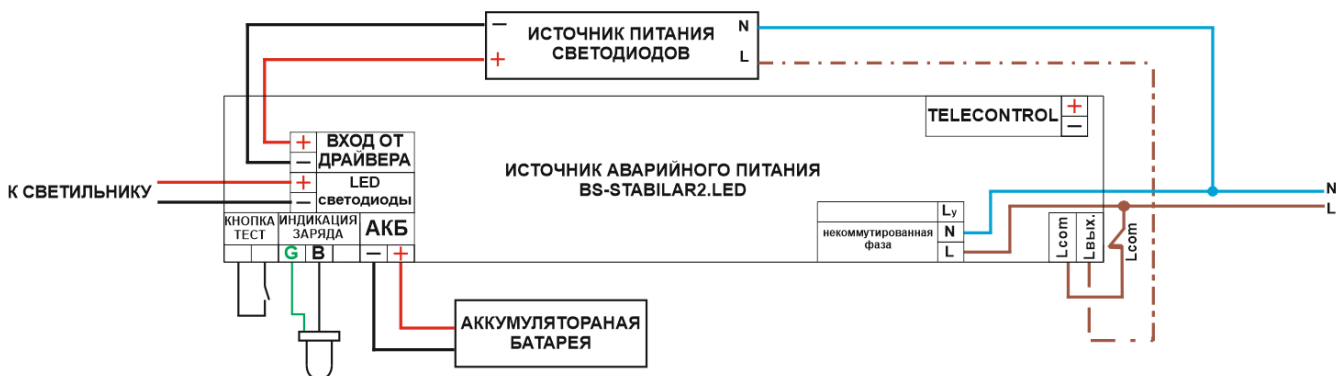 ИСТОЧНИК ПИТАНИЯ
СВЕТОДИОДОВ
−
+
N
L
TELECONTROL
+
−
+
−
ВХОД ОТ
ДРАЙВЕРА
+
−
LED
светодиоды
К СВЕТИЛЬНИКУ
ИСТОЧНИК АВАРИЙНОГО ПИТАНИЯ
BS-STABILAR2.LED
КНОПКА
ТЕСТ
ИНДИКАЦИЯ
ЗАРЯДА
АКБ
G
B
−
+
некоммутированная
фаза
Lу
N
L
Lcom
Lвых.
Lcom
N
L
АККУМУЛЯТОРАНАЯ
БАТАРЕЯ